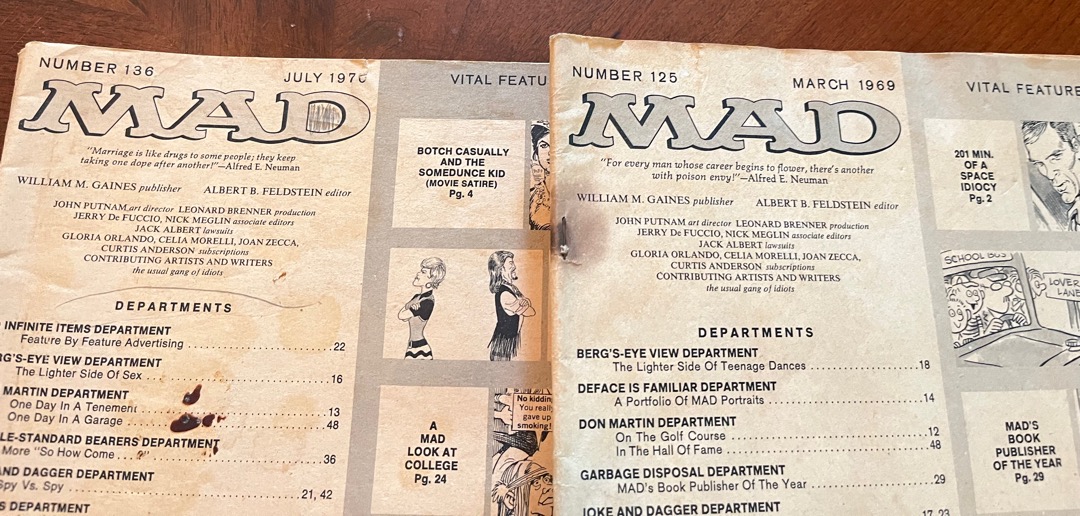 NUMBER 136 JULY 1970
MAD
"Marriage is like drugs to some people; they keep
taking one dope after another!"—Alfred E. Neuman
WILLIAM M. GAINES publisher ALBERT B. FELDSTEIN editor
JOHN PUTNAM art director LEONARD BRENNER production
JERRY De FUCCIO, NICK MEGLIN associate editors
JACK ALBERT lawsuits
GLORIA ORLANDO, CELIA MORELLI, JOAN ZECCA,
CURTIS ANDERSON subscriptions
CONTRIBUTING ARTISTS AND WRITERS
the usual gang of idiots
DEPARTMENTS
INFINITE ITEMS DEPARTMENT
Feature By Feature Advertising 22
RG'S-EYE VIEW DEPARTMENT
The Lighter Side Of Sex 16
MARTIN DEPARTMENT
One Day In A Tenement 13
One Day In A Garage 48
LE-STANDARD BEARERS DEPARTMENT
More "So How Come ...?" 36
AND DAGGER DEPARTMENT
Spy Vs. Spy 21, 42
S DEPARTMENT
VITAL FEATU
BOTCH CASUALLY
AND THE
SOMEDUNCE KID
(MOVIE SATIRE)
Pg. 4
A
MAD
LOOK AT
COLLEGE
Pg. 24
No kiddin
You really
gave up
smoking!
NUMBER 125 MARCH 1969
MAD
"For every man whose career begins to flower, there's another
with poison envy!"—Alfred E. Neuman
WILLIAM M. GAINES publisher ALBERT B. FELDSTEIN editor
JOHN PUTNAM art director LEONARD BRENNER production
JERRY De FUCCIO, NICK MEGLIN associate editors
JACK ALBERT lawsuits
GLORIA ORLANDO, CELIA MORELLI, JOAN ZECCA,
CURTIS ANDERSON subscriptions
CONTRIBUTING ARTISTS AND WRITERS
the usual gang of idiots
DEPARTMENTS
BERG'S-EYE VIEW DEPARTMENT
The Lighter Side Of Teenage Dances 18
DEFACE IS FAMILIAR DEPARTMENT
A Portfolio Of MAD Portraits 14
DON MARTIN DEPARTMENT
On The Golf Course 12
In The Hall Of Fame 48
GARBAGE DISPOSAL DEPARTMENT
MAD's Book Publisher Of The Year 29
JOKE AND DAGGER DEPARTMENT
17, 23
VITAL FEATURE
201 MIN.
OF A
SPACE
IDIOCY
Pg. 2
SCHOOL BUS
LOVER
LANE
MAD'S
BOOK
PUBLISHER
OF THE YEAR
Pg. 29